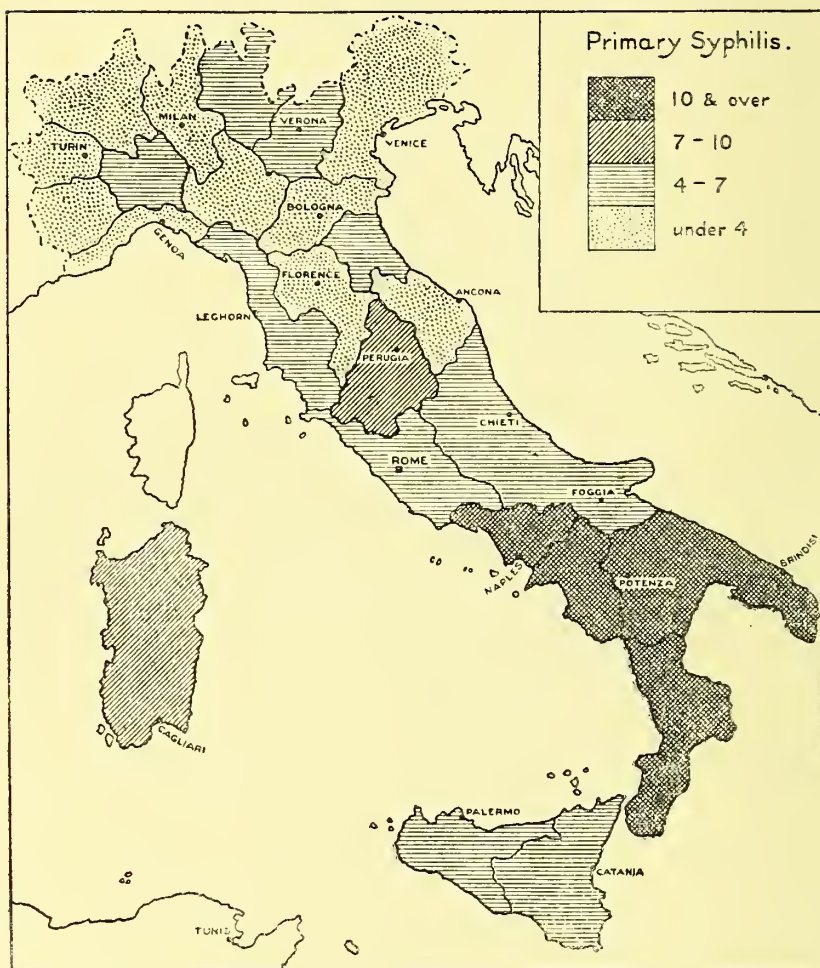 Primary Syphilis.
10 & over
7 - 10
4 - 7
under 4
MILAN
VERONA
TURIN
VENICE
BOLOGNA
GENOA
FLORENCE
ANCONA
LEGHORN
PERUGIA
CHIETI
ROME
FOGGIA
BRINDISI
NAPLES
POTENZA
CAGLIARI
PALERMO
CATANIA
TUNIS